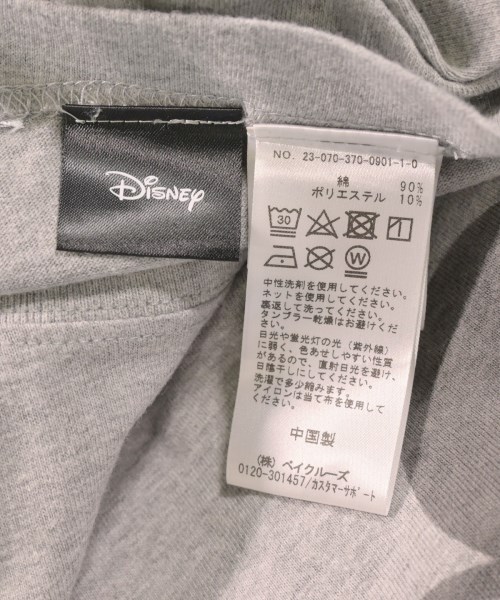 Disney
NO. 23-070-370-0901-1-0
綿 90%
ポリエステル 10%
30
中性洗剤を使用してください。
ネットを使用してください。
裏返して洗ってください。
タンブラー乾燥はお避けください。
日光や蛍光灯の光（紫外線）
に弱く、色あせしやすい性質
があるので、直射日光を避け、
日陰干しにしてください。
洗濯で多少縮みます。
アイロンは当て布を使用して
ください。
中国製
(株) ベイクルーズ
0120-301457/カスタマーサポート